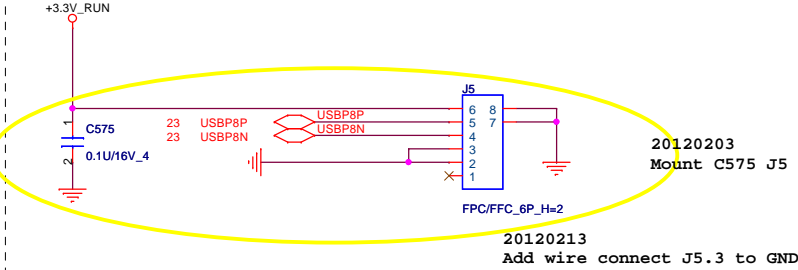 +3.3V_RUN
J5
1
C575
2
0.1U/16V_4
23 USBP8P
23 USBP8N
USBP8P
USBP8N
6 8
5 7
4
3
2
1
FPC/FFC_6P_H=2
20120203
Mount C575 J5
20120213
Add wire connect J5.3 to GND